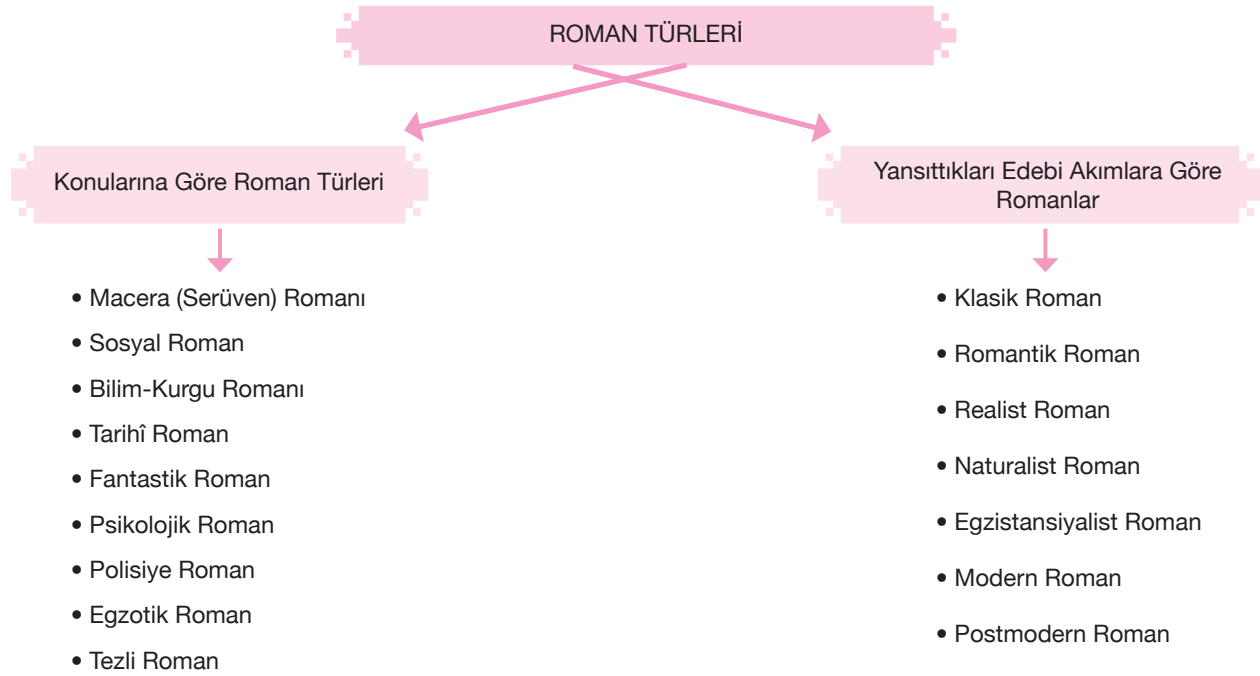 ROMAN TÜRLERİ
Konularına Göre Roman Türleri
• Macera (Serüven) Romanı
• Sosyal Roman
• Bilim-Kurgu Romanı
• Tarihî Roman
• Fantastik Roman
• Psikolojik Roman
• Polisiye Roman
• Egzotik Roman
• Tezli Roman
Yansıttıkları Edebi Akımlara Göre
Romanlar
• Klasik Roman
• Romantik Roman
• Realist Roman
• Naturalist Roman
• Egzistansiyalist Roman
• Modern Roman
• Postmodern Roman